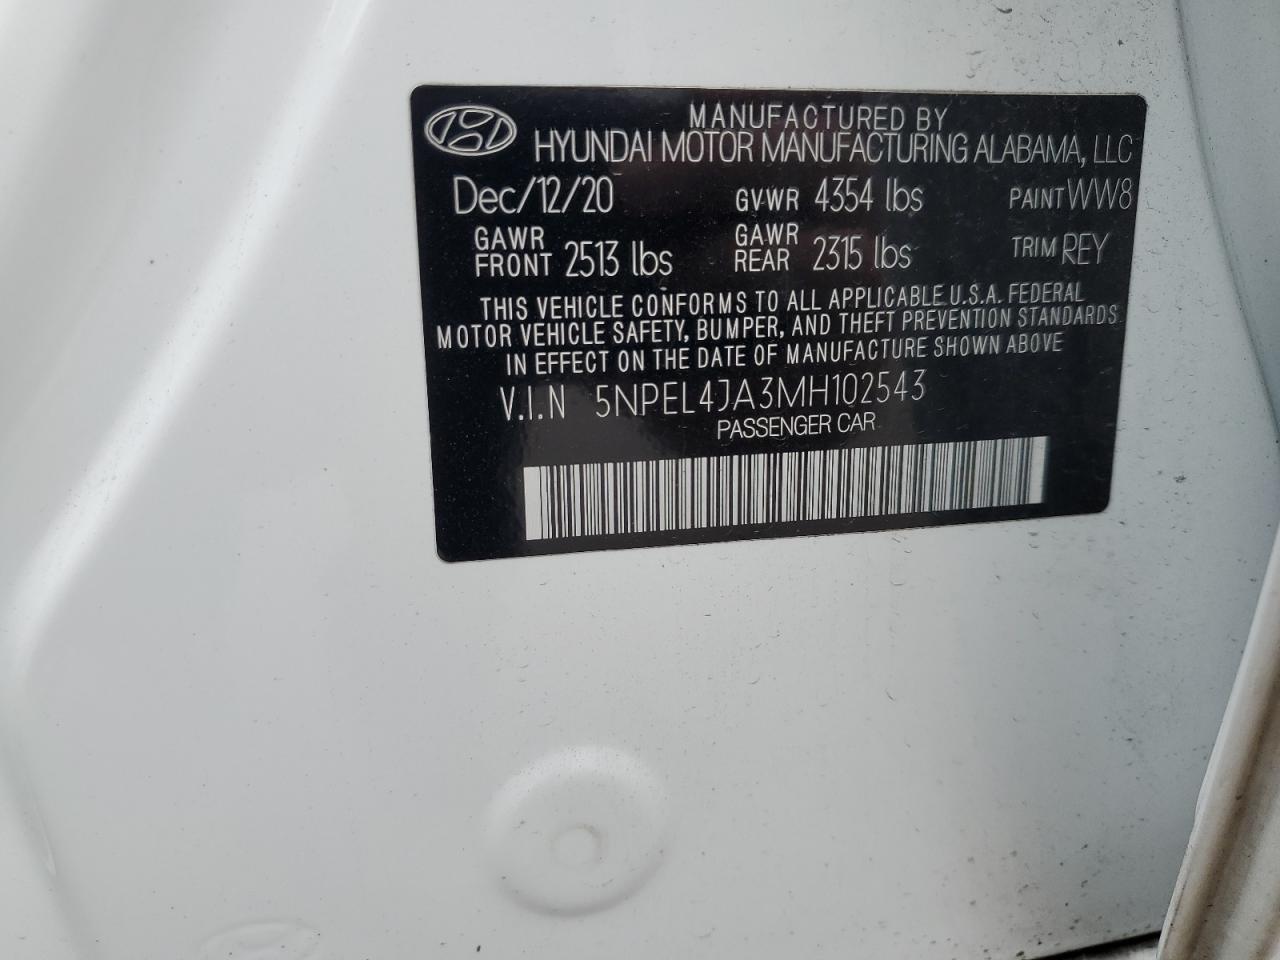 MANUFACTURED BY
HYUNDAI MOTOR MANUFACTURING ALABAMA, LLC
Dec/12/20 GVWR 4354 lbs PAINT WW8
GAWR FRONT 2513 lbs GAWR REAR 2315 lbs TRIM REY
THIS VEHICLE CONFORMS TO ALL APPLICABLE U.S.A. FEDERAL
MOTOR VEHICLE SAFETY, BUMPER, AND THEFT PREVENTION STANDARDS
IN EFFECT ON THE DATE OF MANUFACTURE SHOWN ABOVE
V.I.N 5NPEL4JA3MH102543
PASSENGER CAR